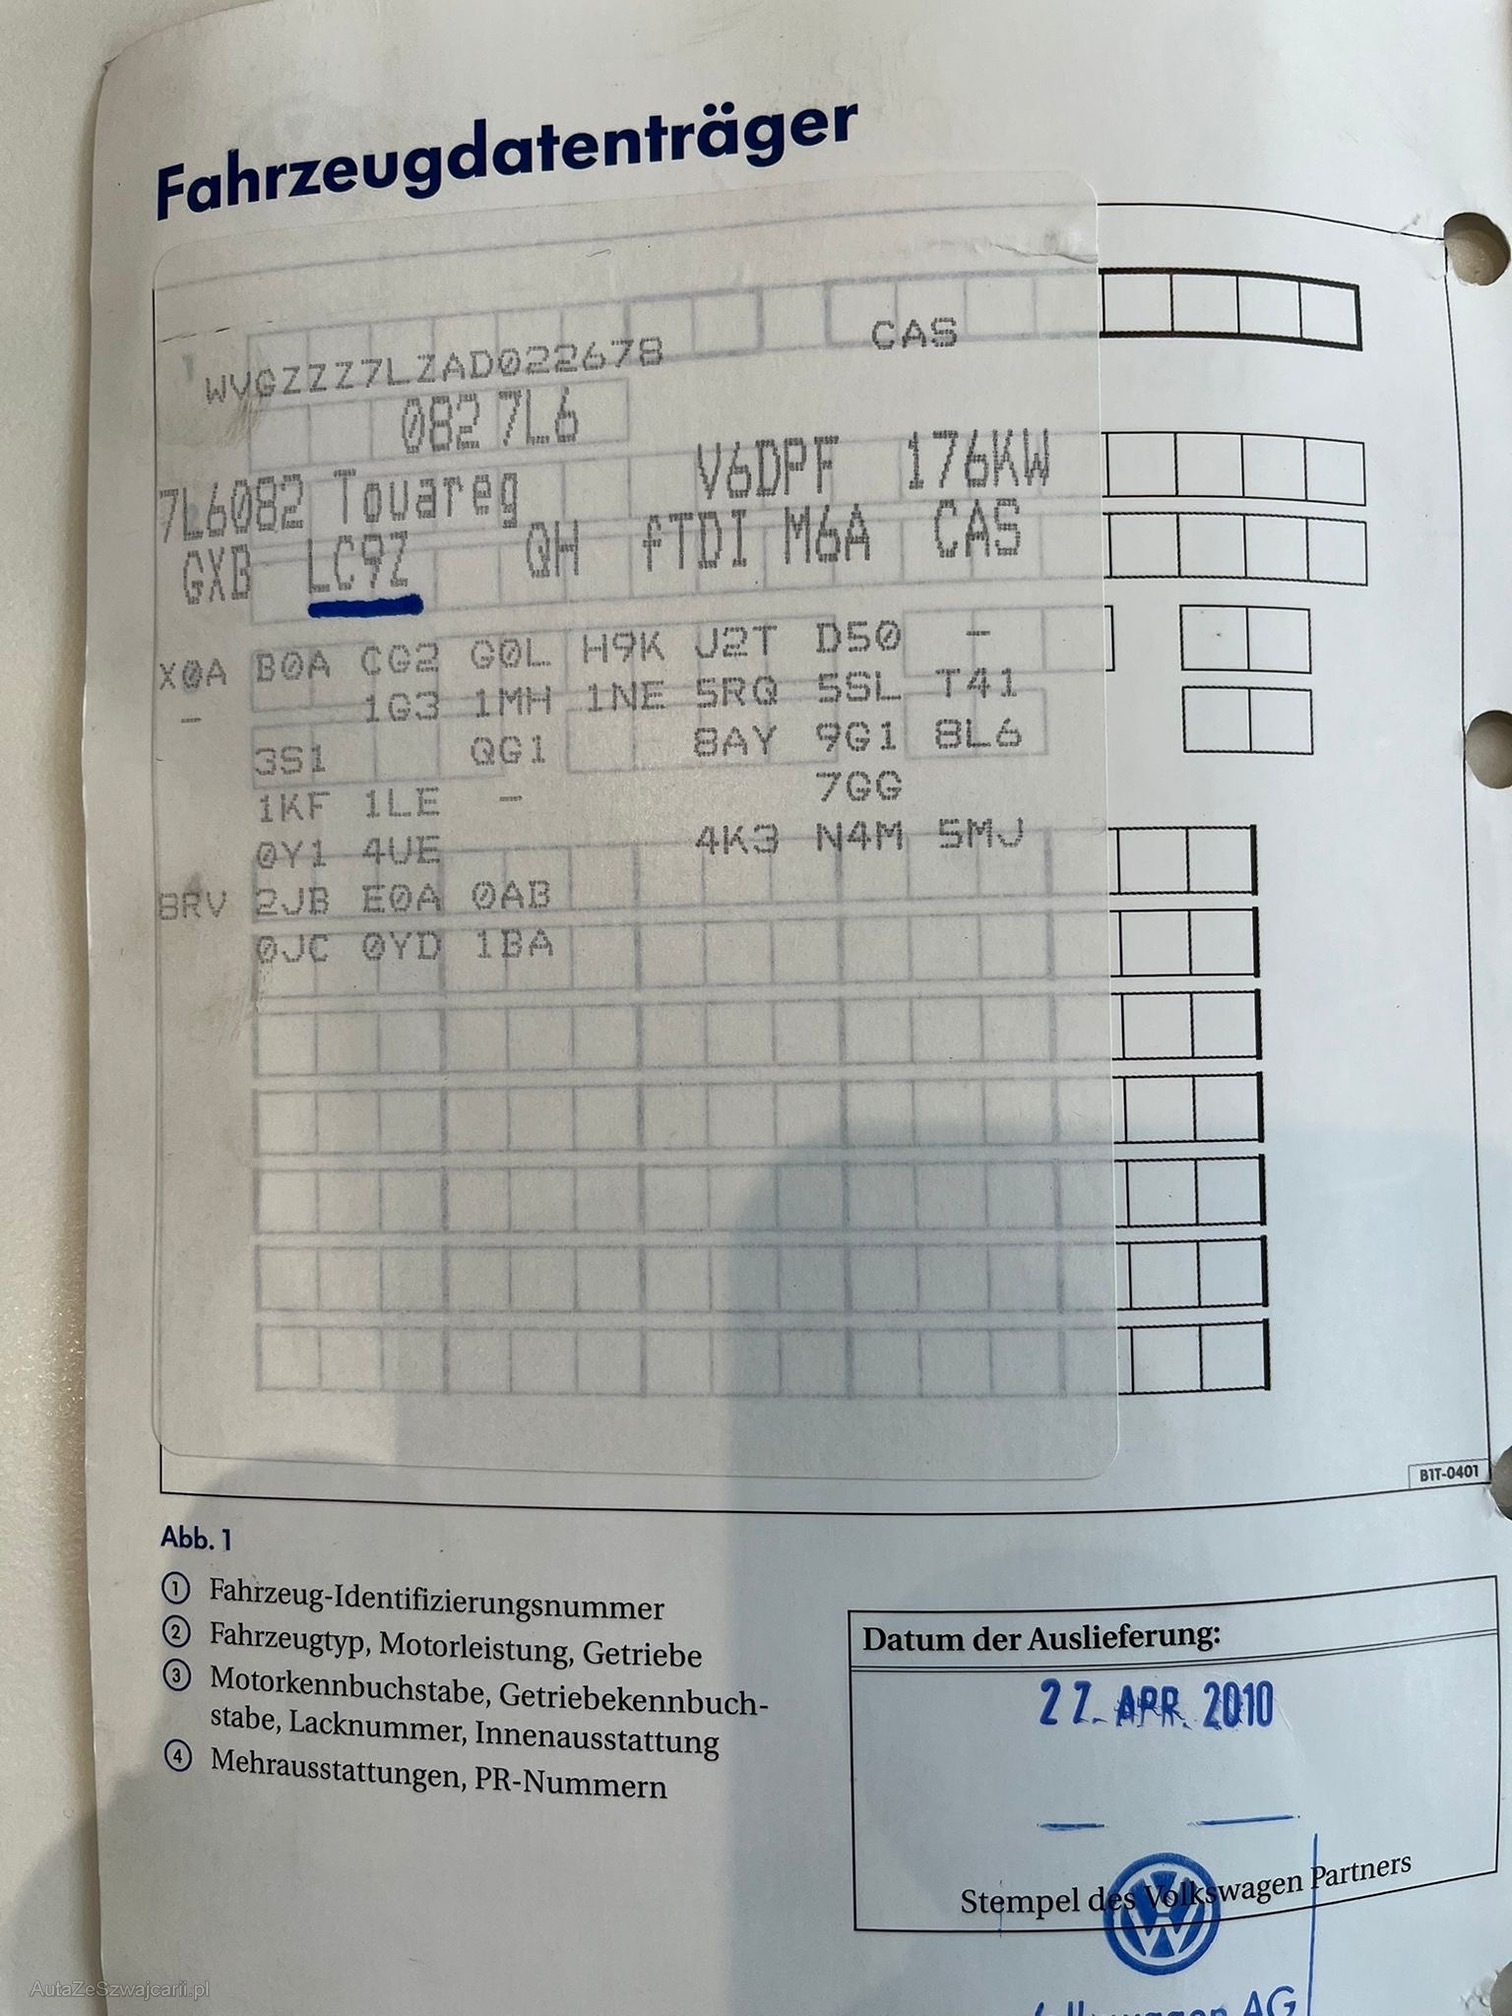 Fahrzeugdatenträger
WVGZZZ7LZAD022678 CAS
082 7L6
7L6082 Touareg V6DPF 176KW
GXB LC9Z QH fTDI M6A CAS
X0A B0A CG2 G0L H9K J2T D50 -
- 1G3 1MH 1NE 5RQ 5SL T41
3S1 QG1 8AY 9G1 8L6
1KF 1LE - 7GG
0Y1 4UE 4K3 N4M 5MJ
BRV 2JB E0A 0AB
0JC 0YD 1BA
B1T-0401
Abb. 1
1 Fahrzeug-Identifizierungsnummer
2 Fahrzeugtyp, Motorleistung, Getriebe
3 Motorkennbuchstabe, Getriebekennbuch-
stabe, Lacknummer, Innenausstattung
4 Mehrausstattungen, PR-Nummern
Datum der Auslieferung:
27. APR. 2010
Stempel des Volkswagen Partners
AG
AutaZeSzwajcarii.pl